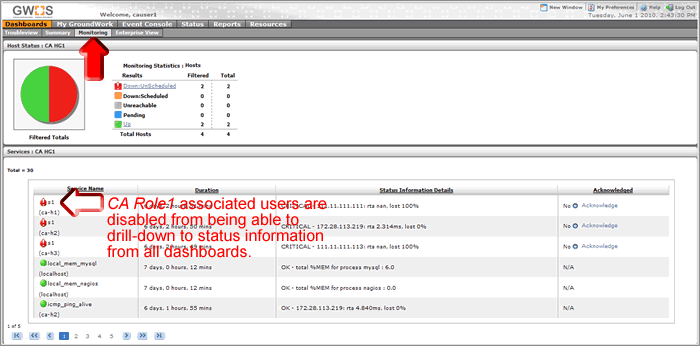 GWOS
Welcome, causer1
New Window My Preferences Help Log Out
Tuesday, June 1 2010, 2:43:30 PM
Dashboards My GroundWork Event Console Status Reports Resources
Troubleview Summary Monitoring Enterprise View
Host Status : CA HG1
Monitoring Statistics : Hosts
Results Filtered Total
Down:UnScheduled 2 2
Down:Scheduled 0 0
Unreachable 0 0
Pending 0 0
Up 2 2
Total Hosts 4 4
Filtered Totals
Services : CA HG1
Total = 30
Service Name Duration Status Information Details Acknowledged
s1
(ca-h1)
11.111.111: rta nan, lost 100% No Acknowledge
s1
(ca-h2)
CRITICAL - 172.28.113.219: rta 2.314ms, lost 0% No Acknowledge
s1
(ca-h3)
CRITICAL - 111.11.111.113: rta nan, lost 100% No Acknowledge
CA Role1 associated users are
disabled from being able to
drill-down to status information
from all dashboards.
local_mem_mysql
(localhost)
7 days, 0 hours, 12 mins OK - total %MEM for process mysql : 6.0 N/A
local_mem_nagios
(localhost)
7 days, 0 hours, 12 mins OK - total %MEM for process nagios : 0.0 N/A
icmp_ping_alive
(ca-h2)
6 days, 1 hours, 55 mins OK - 172.28.113.219: rta 4.840ms, lost 0% N/A
1 of 5
1 2 3 4 5